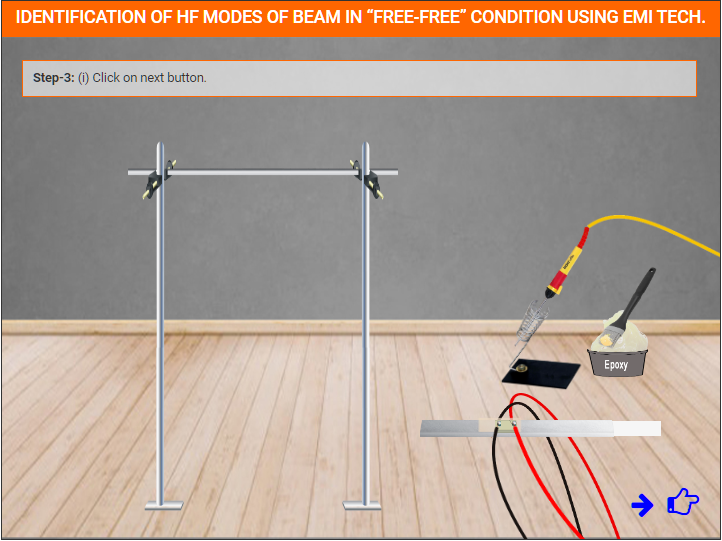 IDENTIFICATION OF HF MODES OF BEAM IN “FREE-FREE” CONDITION USING EMI TECH.
Step-3: (i) Click on next button.
Epoxy